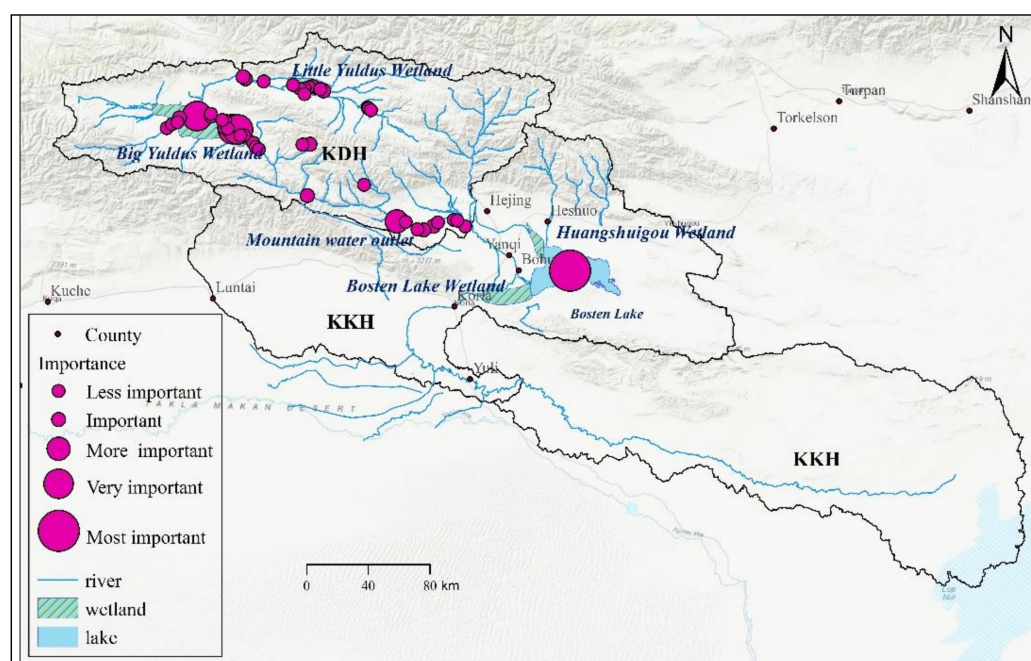 N
Little Yuldus Wetland
Turpan
Shanshan
Torkelson
Big Yuldus Wetland
KDH
Hejing
Heshuo
Mountain water outlet
Huangshuigou Wetland
Yanqi
Bohu
Kuche
Luntai
Bosten Lake Wetland
Korla
Bosten Lake
KKH
Yuli
TAKLA MAKAN DESERT
KKH
Lop
Nur
County
Importance
Less important
Important
More important
Very important
Most important
river
wetland
lake
0 40 80 km